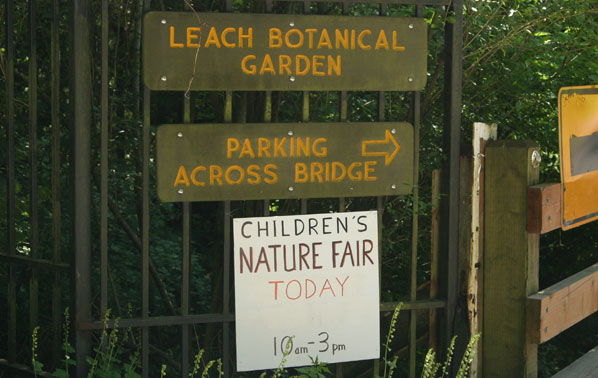 LEACH BOTANICAL
GARDEN
PARKING
ACROSS BRIDGE
CHILDREN'S
NATURE FAIR
TODAY
10am-3pm